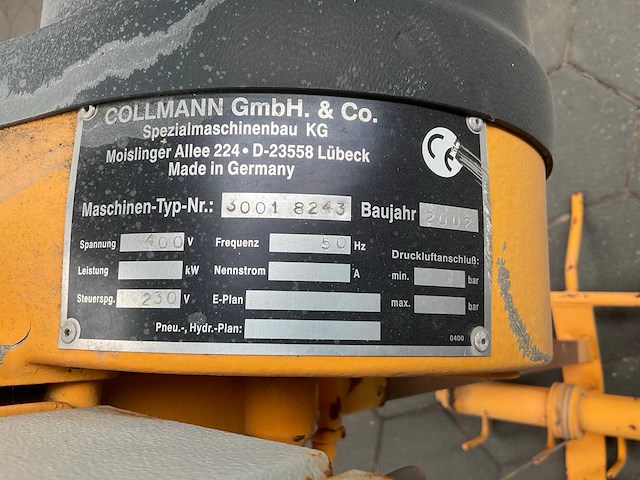 COLLMANN GmbH. & Co.
Spezialmaschinenbau KG
Moislinger Allee 224 • D-23558 Lübeck
Made in Germany
CE
Maschinen-Typ-Nr.: 3001 8243 Baujahr 2002
Spannung 400 V Frequenz 50 Hz Druckluftanschluß:
Leistung kW Nennstrom A min. bar
Steuerspg. 230 V E-Plan max. bar
Pneu.-, Hydr.-Plan:
0400